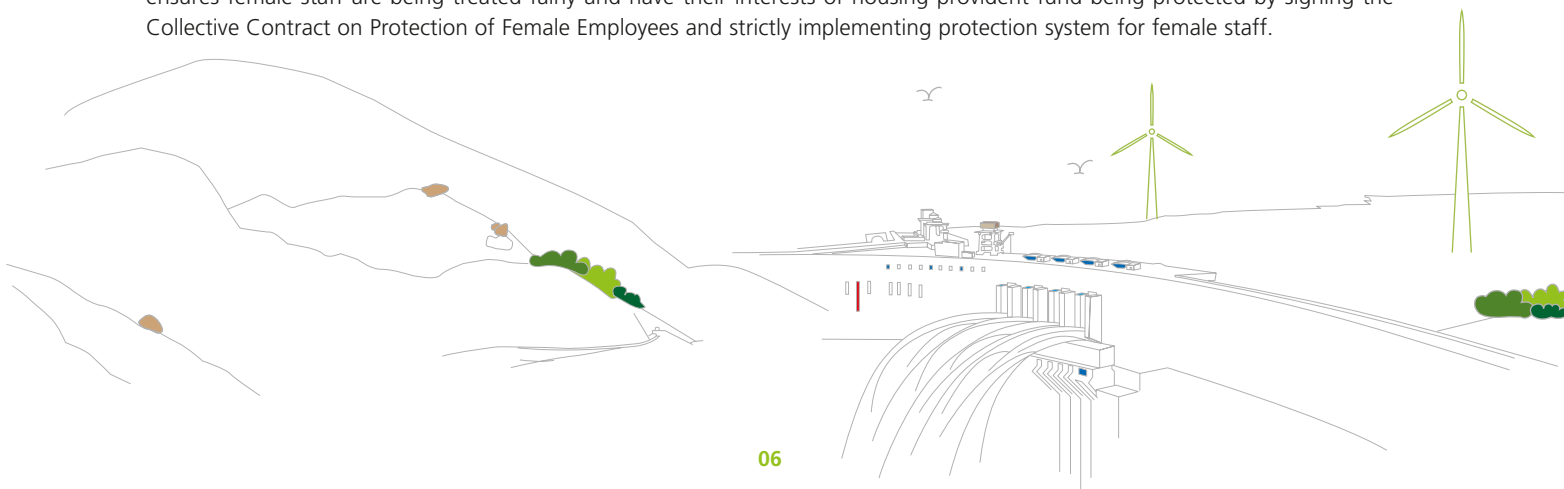 ensures female staff are being treated fairly and have their interests of housing provident fund being protected by signing the
Collective Contract on Protection of Female Employees and strictly implementing protection system for female staff.
06